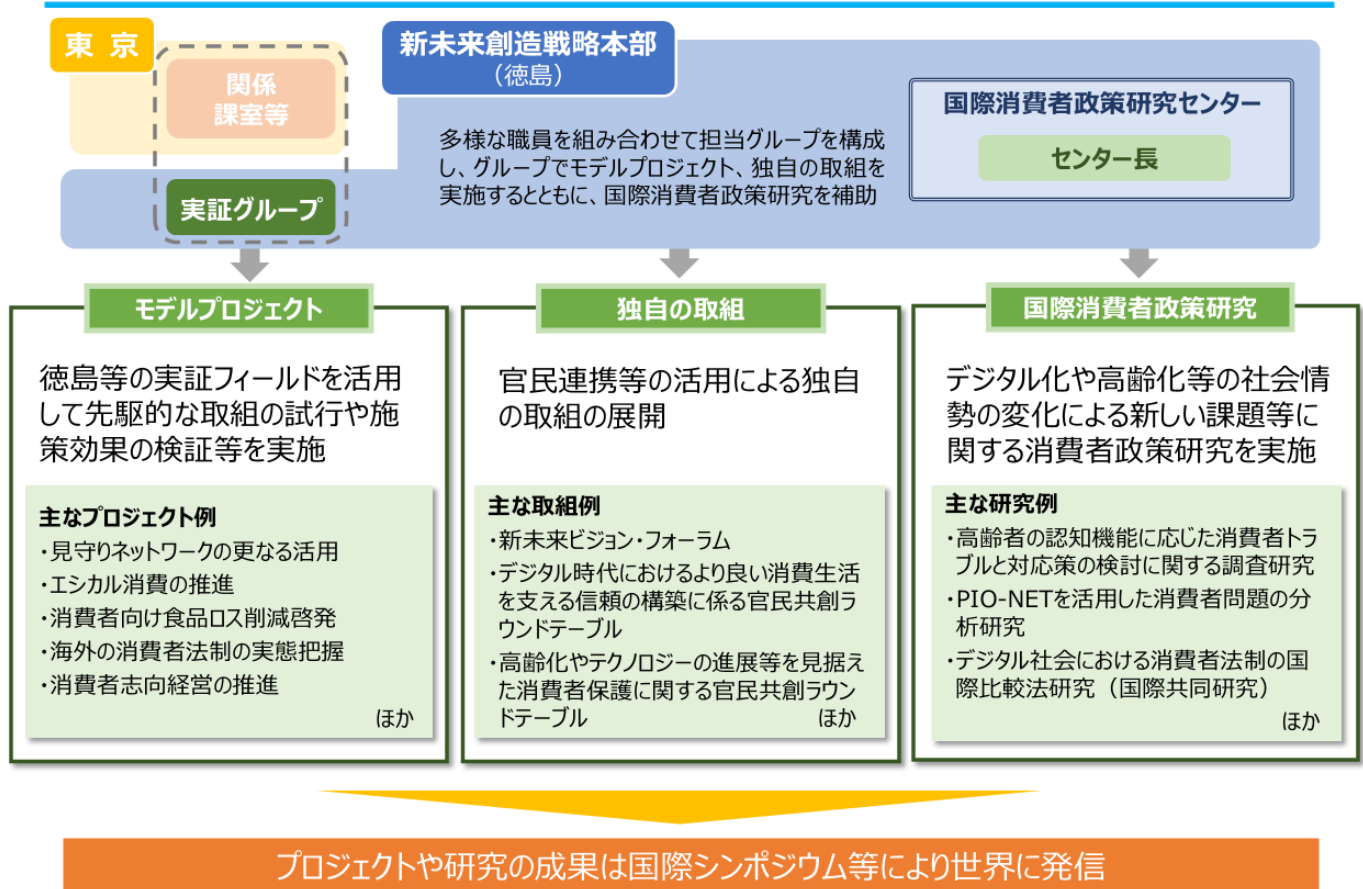 東 京
関係
課室等
実証グループ
新未来創造戦略本部
（徳島）
多様な職員を組み合わせて担当グループを構成
し、グループでモデルプロジェクト、独自の取組を
実施するとともに、国際消費者政策研究を補助
国際消費者政策研究センター
センター長
モデルプロジェクト
徳島等の実証フィールドを活用
して先駆的な取組の試行や施
策効果の検証等を実施
主なプロジェクト例
・見守りネットワークの更なる活用
・エシカル消費の推進
・消費者向け食品ロス削減啓発
・海外の消費者法制の実態把握
・消費者志向経営の推進
ほか
独自の取組
官民連携等の活用による独自
の取組の展開
主な取組例
・新未来ビジョン・フォーラム
・デジタル時代におけるより良い消費生活
を支える信頼の構築に係る官民共創ラ
ウンドテーブル
・高齢化やテクノロジーの進展等を見据え
た消費者保護に関する官民共創ラウン
ドテーブル ほか
国際消費者政策研究
デジタル化や高齢化等の社会情
勢の変化による新しい課題等に
関する消費者政策研究を実施
主な研究例
・高齢者の認知機能に応じた消費者トラ
ブルと対応策の検討に関する調査研究
・PIO-NETを活用した消費者問題の分
析研究
・デジタル社会における消費者法制の国
際比較法研究（国際共同研究）
ほか
プロジェクトや研究の成果は国際シンポジウム等により世界に発信